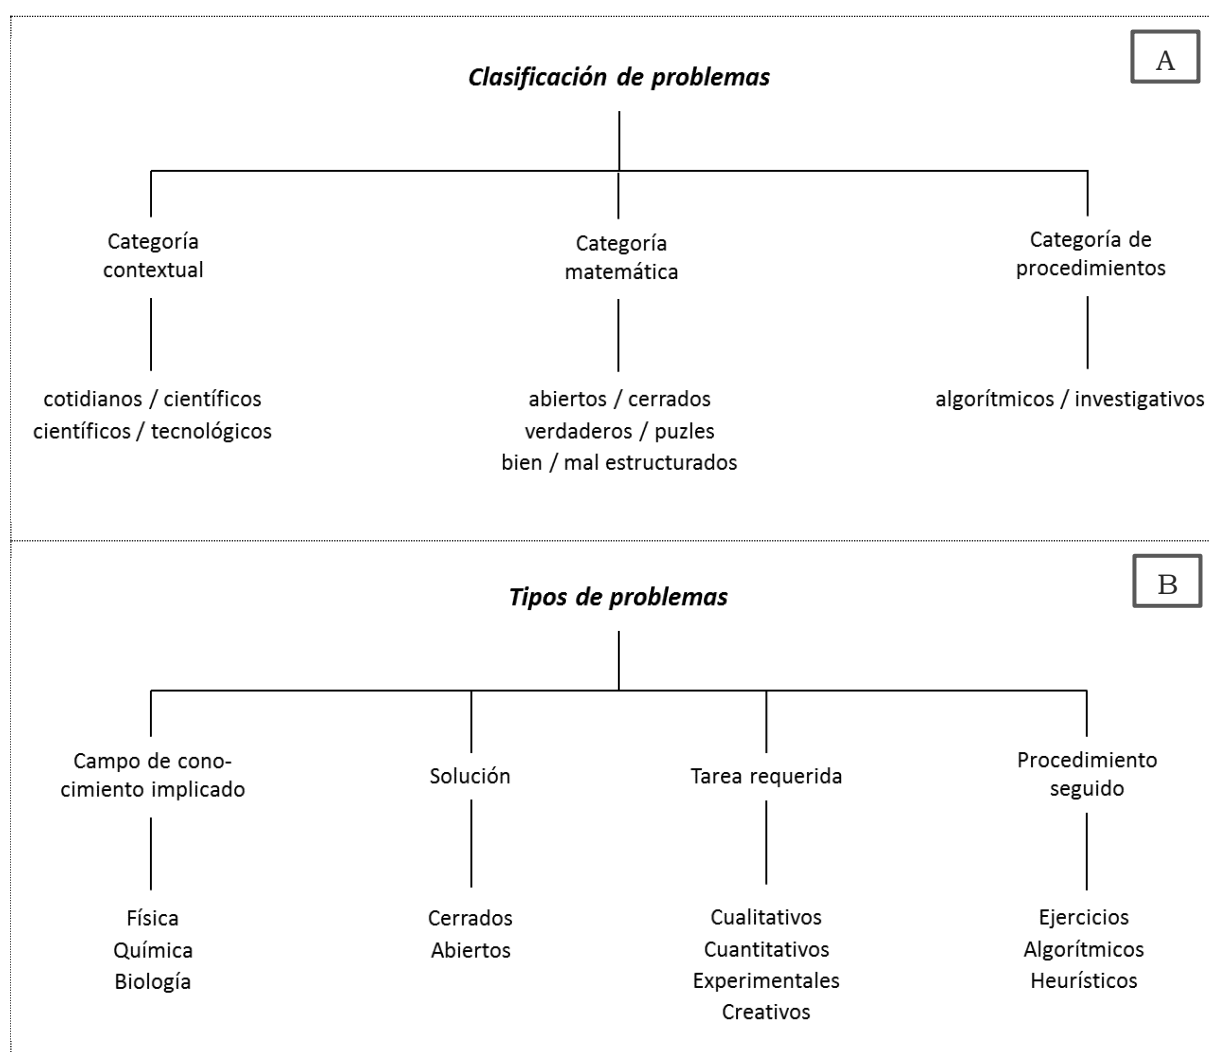 A
Clasificación de problemas
Categoría
contextual
Categoría
matemática
Categoría de
procedimientos
cotidianos / científicos
científicos / tecnológicos
abiertos / cerrados
verdaderos / puzles
bien / mal estructurados
algorítmicos / investigativos
B
Tipos de problemas
Campo de cono-
cimiento implicado
Solución
Tarea requerida
Procedimiento
seguido
Física
Química
Biología
Cerrados
Abiertos
Cualitativos
Cuantitativos
Experimentales
Creativos
Ejercicios
Algorítmicos
Heurísticos